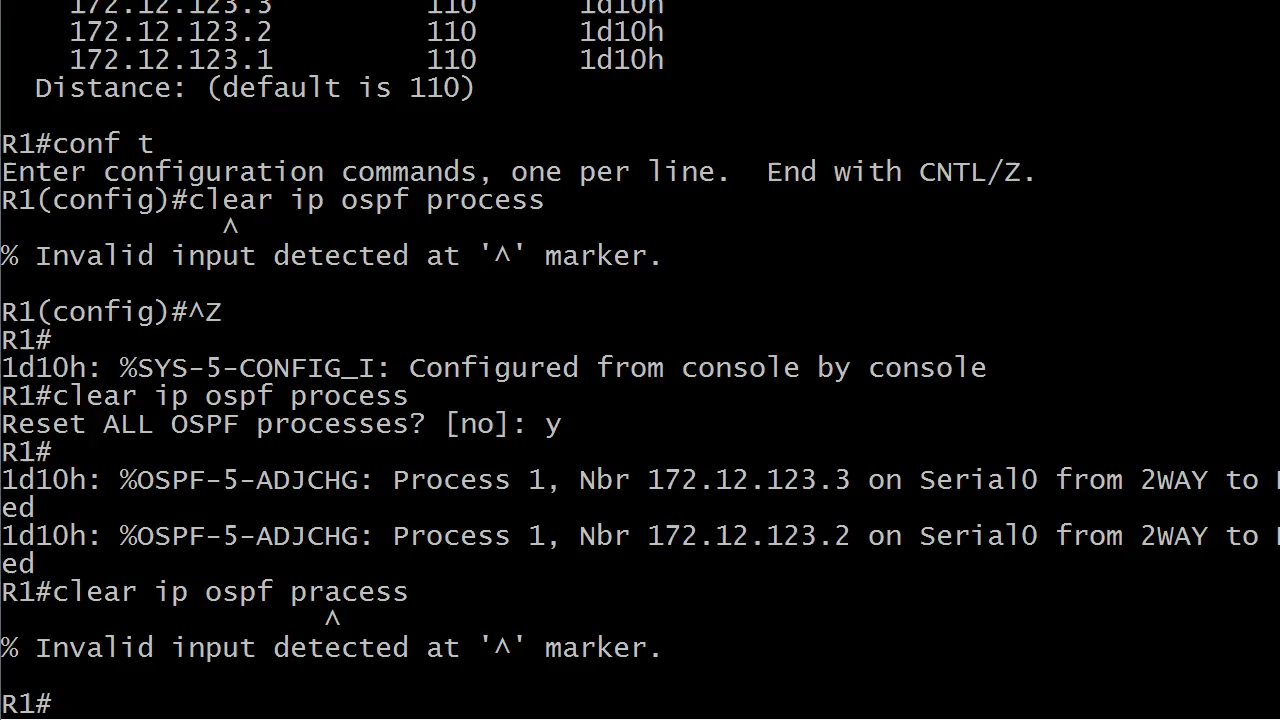 172.12.123.3 110 1d10h
172.12.123.2 110 1d10h
172.12.123.1 110 1d10h
Distance: (default is 110)
R1#conf t
Enter configuration commands, one per line. End with CNTL/Z.
R1(config)#clear ip ospf process
^
% Invalid input detected at '^' marker.
R1(config)#^Z
R1#
1d10h: %SYS-5-CONFIG_I: Configured from console by console
R1#clear ip ospf process
Reset ALL OSPF processes? [no]: y
R1#
1d10h: %OSPF-5-ADJCHG: Process 1, Nbr 172.12.123.3 on Serial0 from 2WAY to
ed
1d10h: %OSPF-5-ADJCHG: Process 1, Nbr 172.12.123.2 on Serial0 from 2WAY to
ed
R1#clear ip ospf pracess
^
% Invalid input detected at '^' marker.
R1#